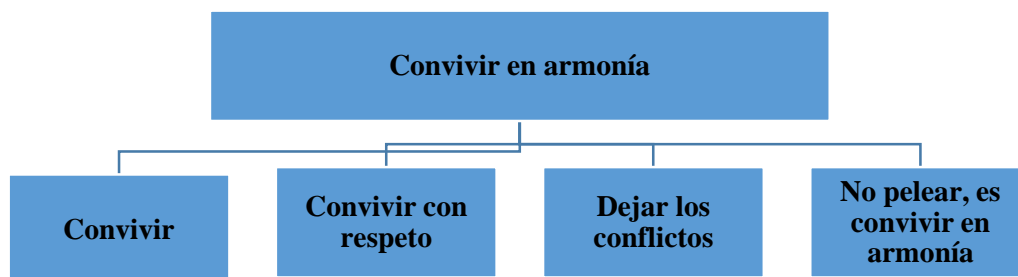 Convivir en armonía
Convivir
Convivir con
respeto
Dejar los
conflictos
No pelear, es
convivir en
armonía